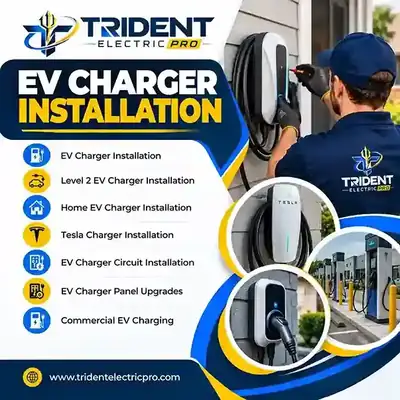 TRIDENT
ELECTRIC PRO
EV CHARGER
INSTALLATION
EV Charger Installation
Level 2 EV Charger Installation
Home EV Charger Installation
Tesla Charger Installation
EV Charger Circuit Installation
EV Charger Panel Upgrades
Commercial EV Charging
www.tridentelectricpro.com
TRIDENT
ELECTRIC PRO
TESLA